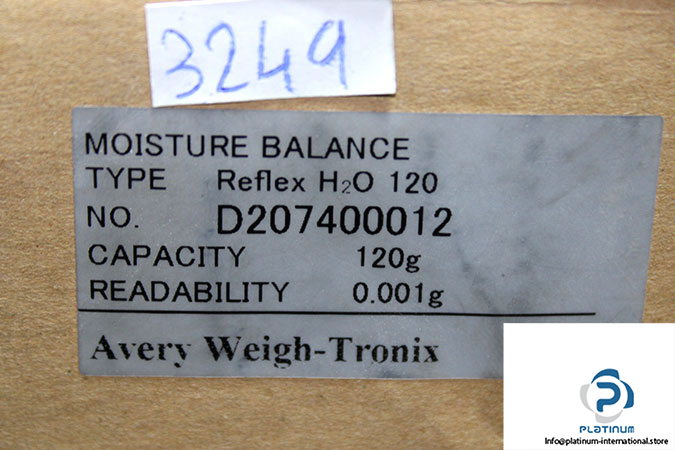 3249
MOISTURE BALANCE
TYPE Reflex H₂O 120
NO. D207400012
CAPACITY 120g
READABILITY 0.001g
Avery Weigh-Tronix
PLATINUM
Info@platinum-international.store